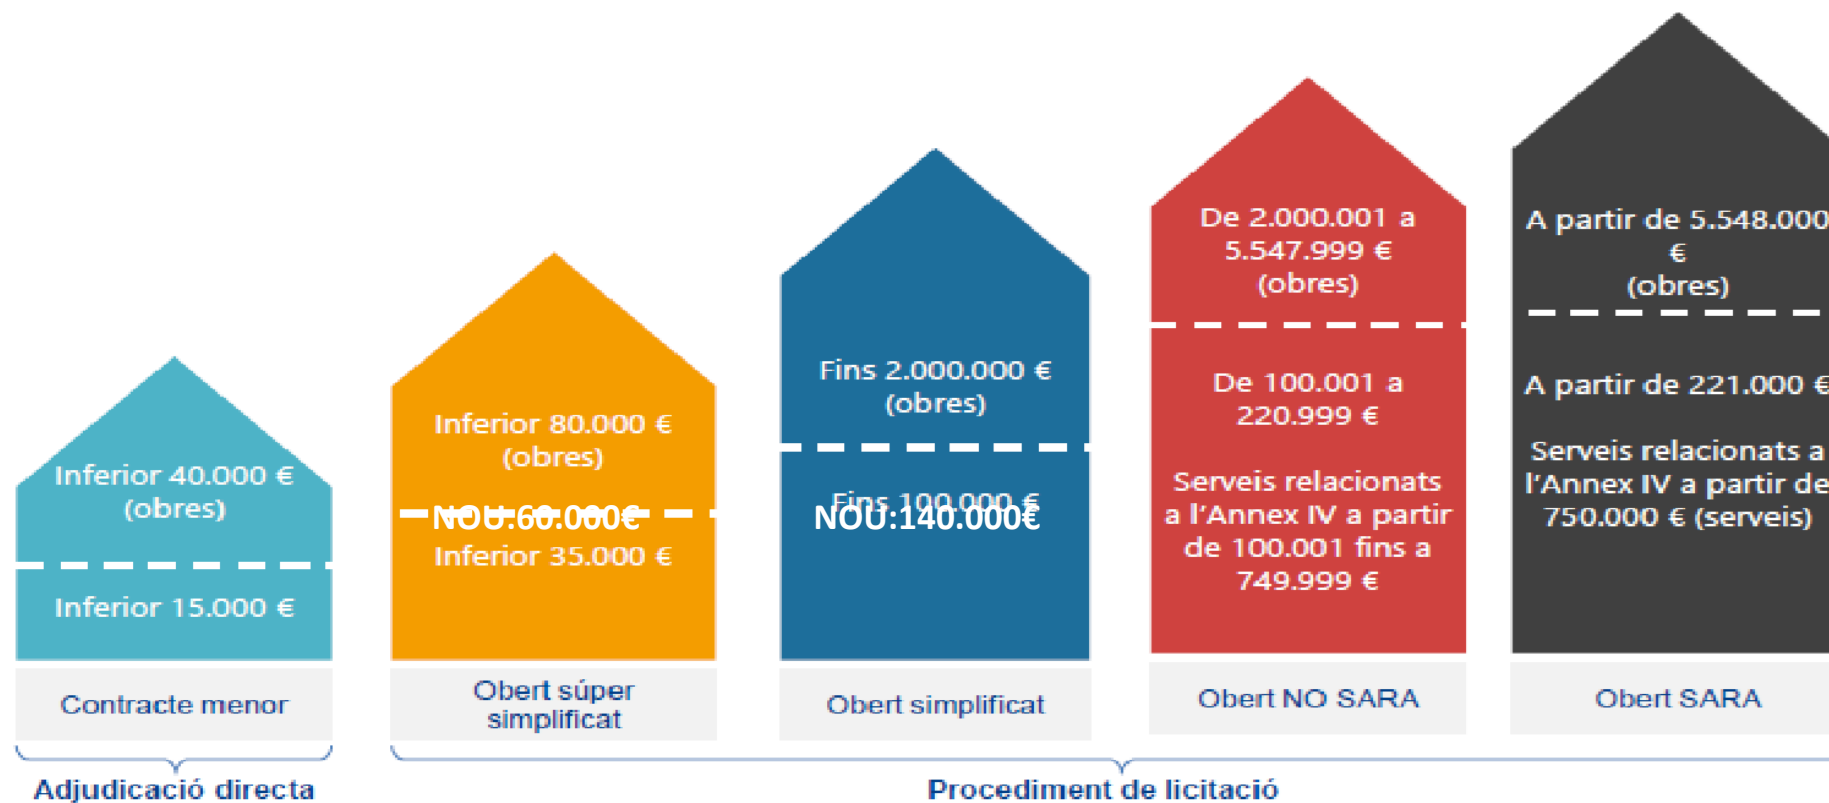 Inferior 40.000 €
(obres)
Inferior 15.000 €
Contracte menor
Adjudicació directa
Inferior 80.000 €
(obres)
NOU:60.000€
Inferior 35.000 €
Obert súper
simplificat
Fins 2.000.000 €
(obres)
Fins 100.000 €
NOU:140.000€
Obert simplificat
De 2.000.001 a
5.547.999 €
(obres)
De 100.001 a
220.999 €
Serveis relacionats
a l'Annex IV a partir
de 100.001 fins a
749.999 €
Obert NO SARA
A partir de 5.548.000
€
(obres)
A partir de 221.000 €
Serveis relacionats a
l'Annex IV a partir de
750.000 € (serveis)
Obert SARA
Procediment de licitació